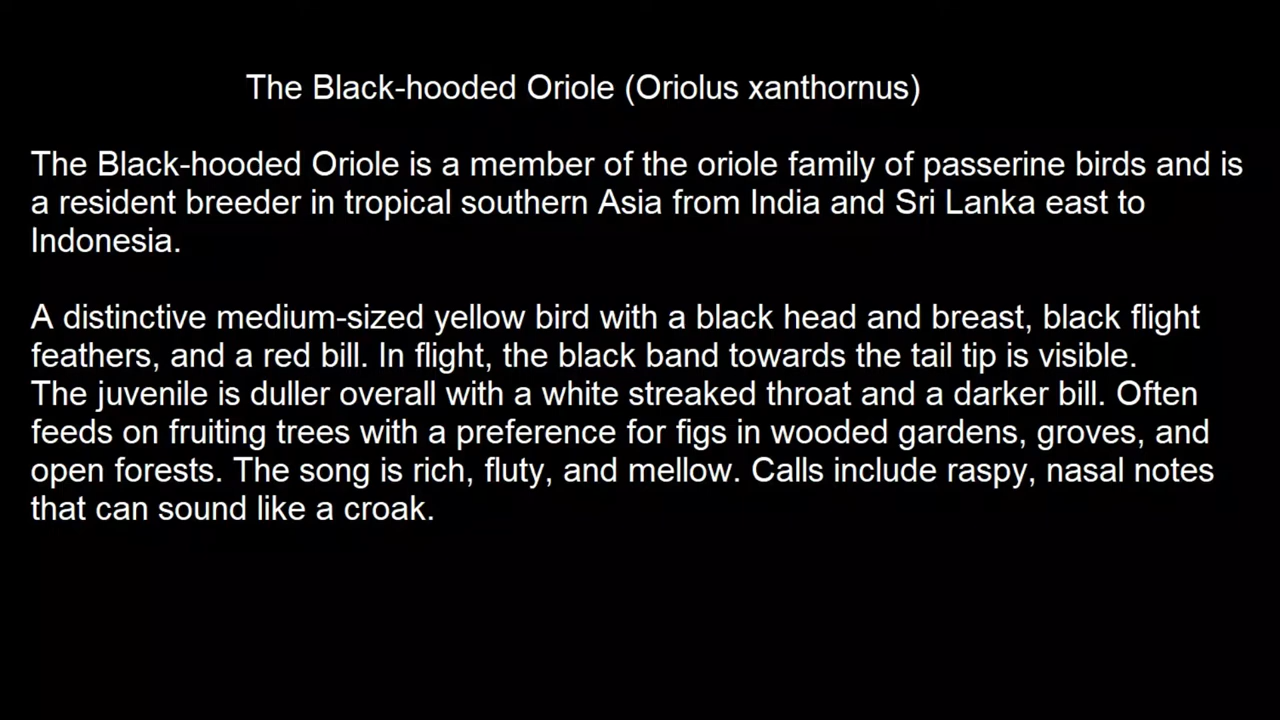 The Black-hooded Oriole (Oriolus xanthornus)
The Black-hooded Oriole is a member of the oriole family of passerine birds and is
a resident breeder in tropical southern Asia from India and Sri Lanka east to
Indonesia.
A distinctive medium-sized yellow bird with a black head and breast, black flight
feathers, and a red bill. In flight, the black band towards the tail tip is visible.
The juvenile is duller overall with a white streaked throat and a darker bill. Often
feeds on fruiting trees with a preference for figs in wooded gardens, groves, and
open forests. The song is rich, fluty, and mellow. Calls include raspy, nasal notes
that can sound like a croak.